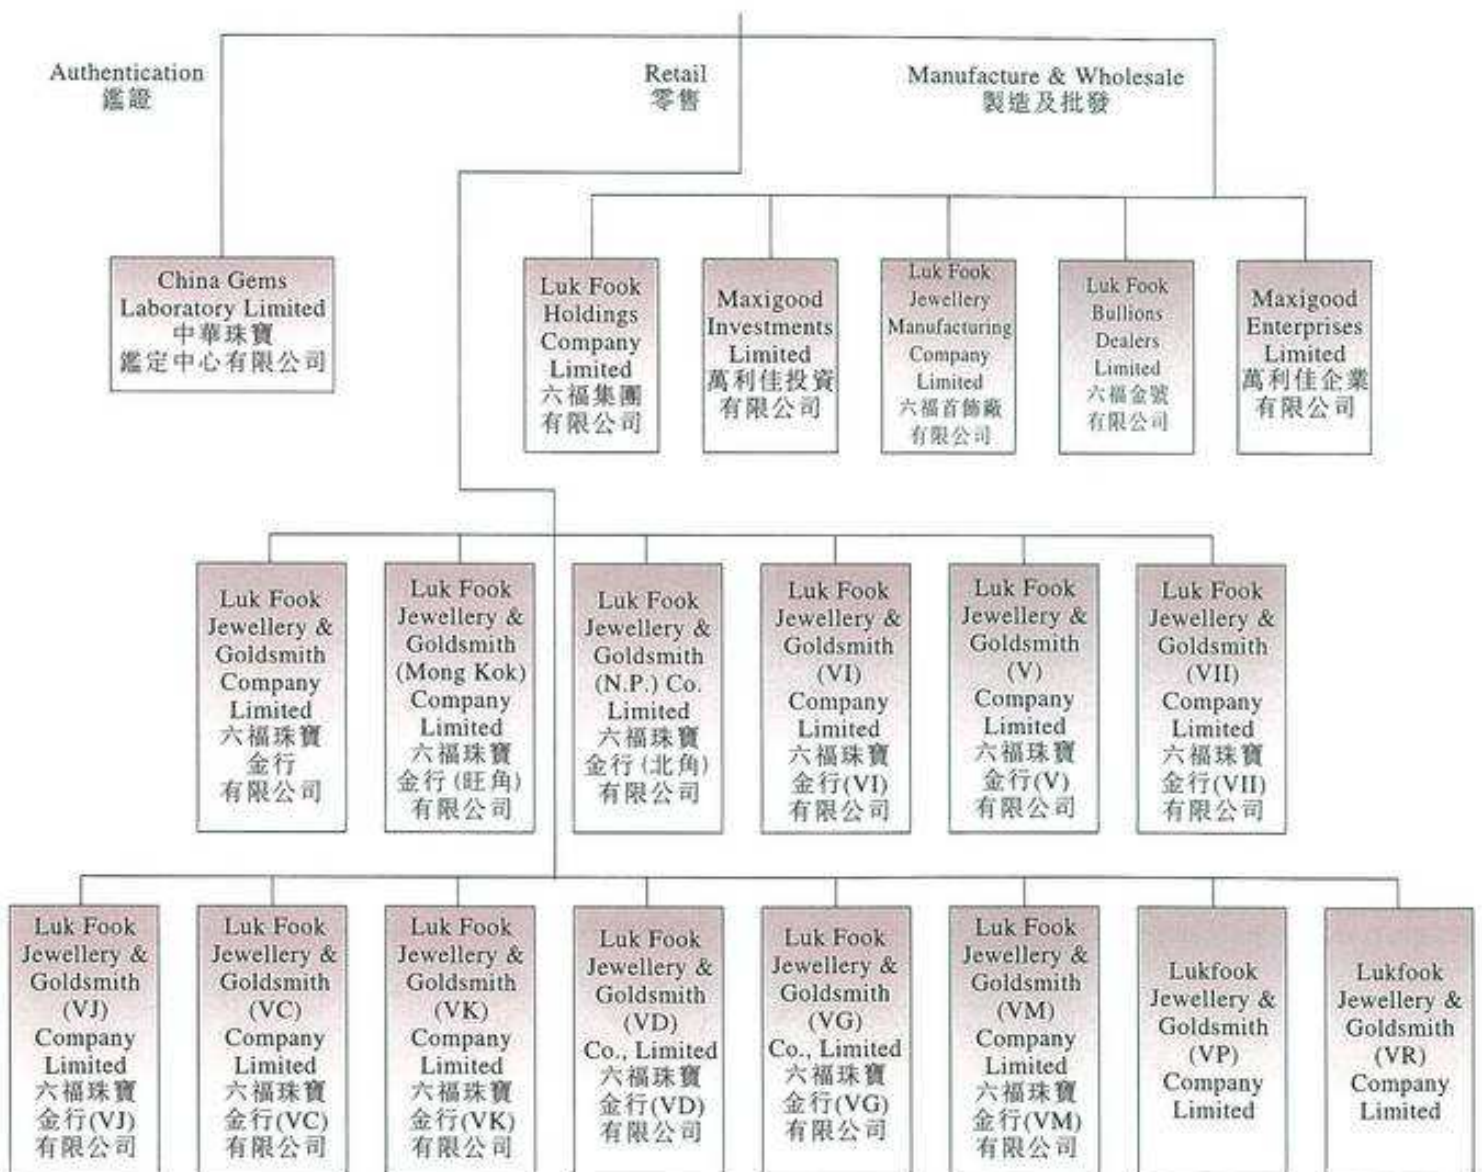 Authentication
鑑證
Retail
零售
Manufacture & Wholesale
製造及批發
China Gems
Laboratory Limited
中華珠寶
鑑定中心有限公司
Luk Fook
Holdings
Company
Limited
六福集團
有限公司
Maxigood
Investments
Limited
萬利佳投資
有限公司
Luk Fook
Jewellery
Manufacturing
Company
Limited
六福首飾廠
有限公司
Luk Fook
Bullions
Dealers
Limited
六福金號
有限公司
Maxigood
Enterprises
Limited
萬利佳企業
有限公司
Luk Fook
Jewellery &
Goldsmith
Company
Limited
六福珠寶
金行
有限公司
Luk Fook
Jewellery &
Goldsmith
(Mong Kok)
Company
Limited
六福珠寶
金行(旺角)
有限公司
Luk Fook
Jewellery &
Goldsmith
(N.P.) Co.
Limited
六福珠寶
金行(北角)
有限公司
Luk Fook
Jewellery &
Goldsmith
(VI)
Company
Limited
六福珠寶
金行(VI)
有限公司
Luk Fook
Jewellery &
Goldsmith
(V)
Company
Limited
六福珠寶
金行(V)
有限公司
Luk Fook
Jewellery &
Goldsmith
(VII)
Company
Limited
六福珠寶
金行(VII)
有限公司
Luk Fook
Jewellery &
Goldsmith
(VJ)
Company
Limited
六福珠寶
金行(VJ)
有限公司
Luk Fook
Jewellery &
Goldsmith
(VC)
Company
Limited
六福珠寶
金行(VC)
有限公司
Luk Fook
Jewellery &
Goldsmith
(VK)
Company
Limited
六福珠寶
金行(VK)
有限公司
Luk Fook
Jewellery &
Goldsmith
(VD)
Co., Limited
六福珠寶
金行(VD)
有限公司
Luk Fook
Jewellery &
Goldsmith
(VG)
Co., Limited
六福珠寶
金行(VG)
有限公司
Luk Fook
Jewellery &
Goldsmith
(VM)
Company
Limited
六福珠寶
金行(VM)
有限公司
Lukfook
Jewellery &
Goldsmith
(VP)
Company
Limited
Lukfook
Jewellery &
Goldsmith
(VR)
Company
Limited